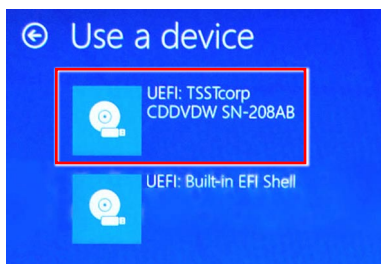 Use a device
UEFI: TSSTcorp
CDDVDW SN-208AB
UEFI: Built-in EFI Shell